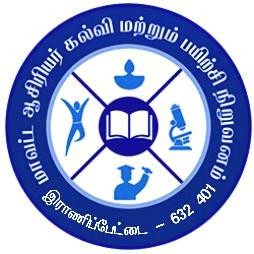 மாவட்ட ஆசிரியர் கல்வி மற்றும் பயிற்சி நிறுவனம்
இராணிப்பேட்டை - 632 401